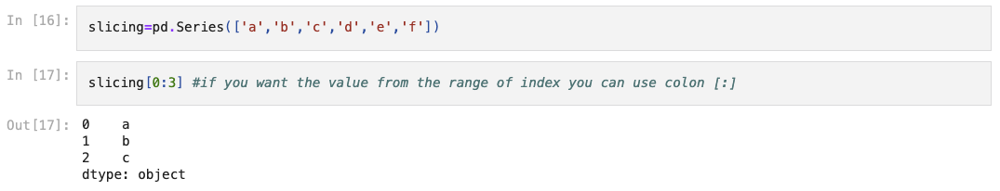 In [16]: slicing=pd.Series(['a','b','c','d','e','f'])
In [17]: slicing[0:3] #if you want the value from the range of index you can use colon [:]
Out[17]: 0    a
1    b
2    c
dtype: object